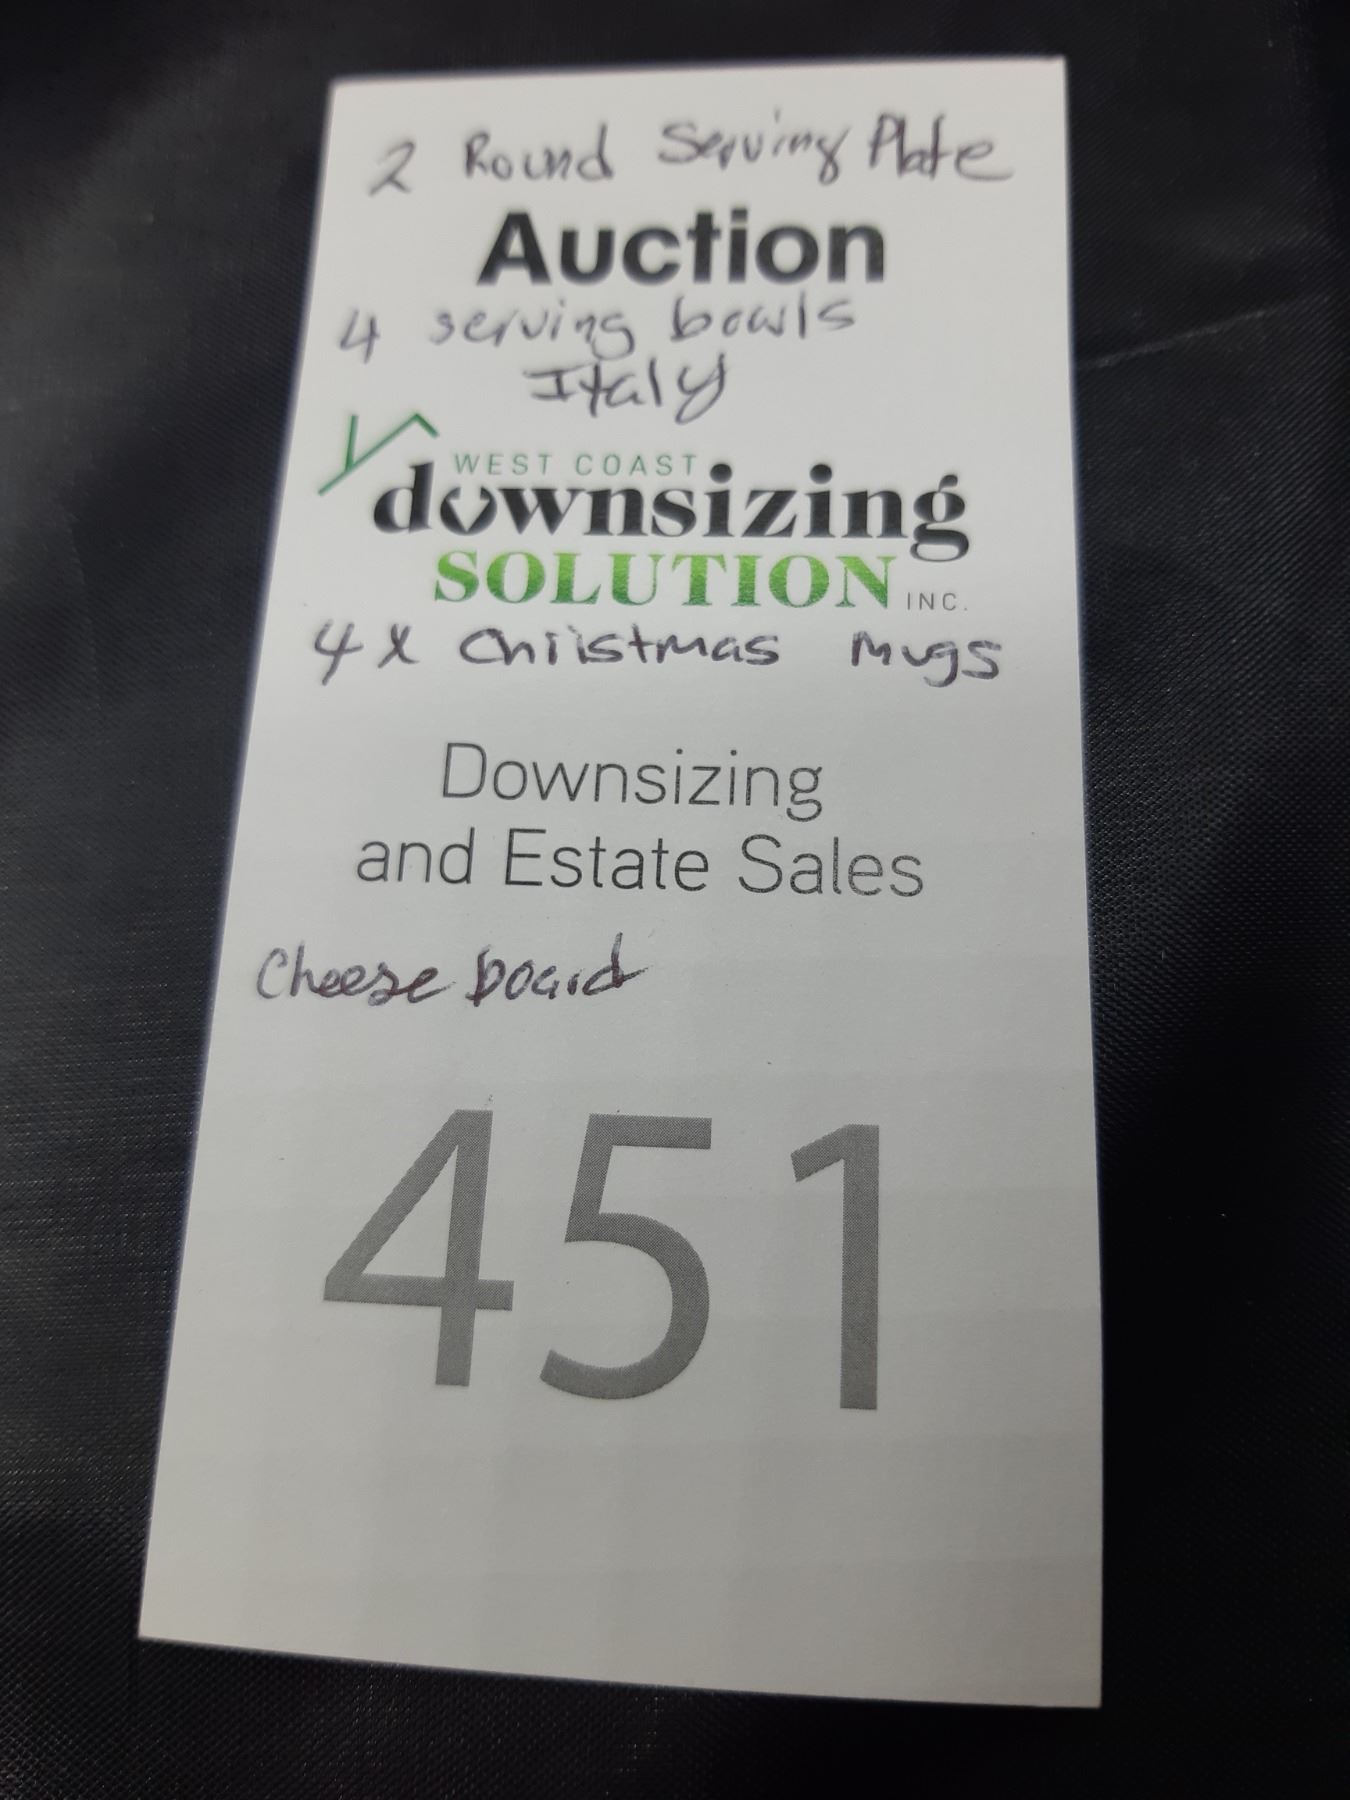 2 Round Serving Plate
Auction
4 serving bowls
Italy
WEST COAST
downsizing
SOLUTION INC.
4 x Christmas Mugs
Downsizing
and Estate Sales
Cheese board
451